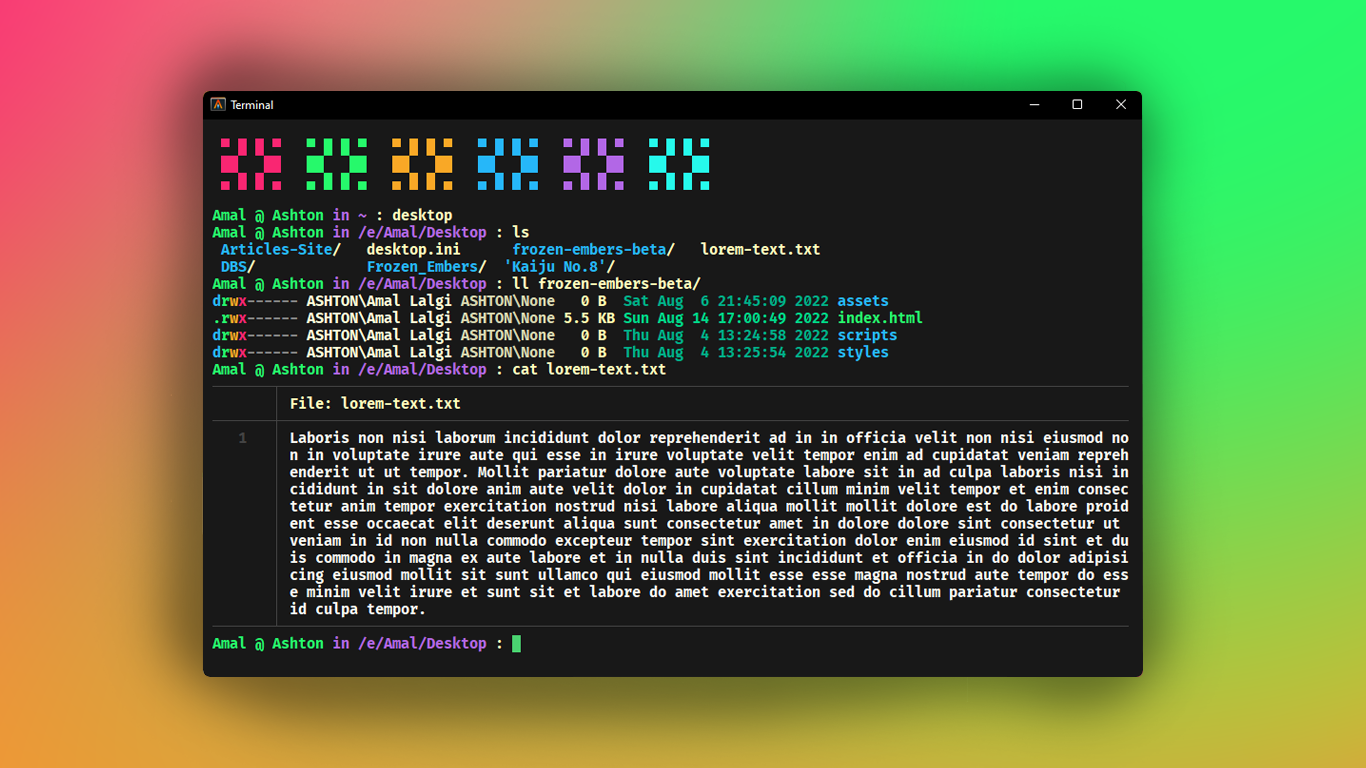 Terminal
Amal @ Ashton in ~ : desktop
Amal @ Ashton in /e/Amal/Desktop : ls
Articles-Site/   desktop.ini      frozen-embers-beta/   lorem-text.txt
DBS/             Frozen_Embers/  'Kaiju No.8'/
Amal @ Ashton in /e/Amal/Desktop : ll frozen-embers-beta/
drwx------ ASHTON\Amal Lalgi ASHTON\None   0 B  Sat Aug  6 21:45:09 2022 assets
.rwx------ ASHTON\Amal Lalgi ASHTON\None 5.5 KB Sun Aug 14 17:00:49 2022 index.html
drwx------ ASHTON\Amal Lalgi ASHTON\None   0 B  Thu Aug  4 13:24:58 2022 scripts
drwx------ ASHTON\Amal Lalgi ASHTON\None   0 B  Thu Aug  4 13:25:54 2022 styles
Amal @ Ashton in /e/Amal/Desktop : cat lorem-text.txt
File: lorem-text.txt
1 Laboris non nisi laborum incididunt dolor reprehenderit ad in in officia velit non nisi eiusmod no
n in voluptate irure aute qui esse in irure voluptate velit tempor enim ad cupidatat veniam repreh
enderit ut ut tempor. Mollit pariatur dolore aute voluptate labore sit in ad culpa laboris nisi in
cididunt in sit dolore anim aute velit dolor in cupidatat cillum minim velit tempor et enim consec
tetur anim tempor exercitation nostrud nisi labore aliqua mollit mollit dolore est do labore proid
ent esse occaecat elit deserunt aliqua sunt consectetur amet in dolore dolore sint consectetur ut
veniam in id non nulla commodo excepteur tempor sint exercitation dolor enim eiusmod id sint et du
is commodo in magna ex aute labore et in nulla duis sint incididunt et officia in do dolor adipisi
cing eiusmod mollit sit sunt ullamco qui eiusmod mollit esse esse magna nostrud aute tempor do ess
e minim velit irure et sunt sit et labore do amet exercitation sed do cillum pariatur consectetur
id culpa tempor.
Amal @ Ashton in /e/Amal/Desktop :